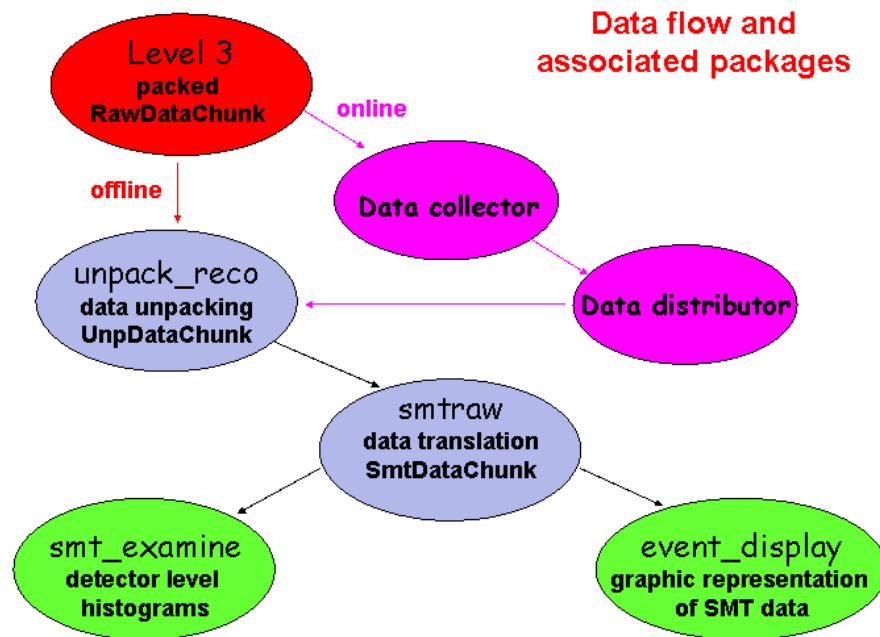 Data flow and
associated packages
Level 3
packed
RawDataChunk
online
offline
Data collector
unpack_reco
data unpacking
UnpDataChunk
Data distributor
smtraw
data translation
SmtDataChunk
smt_examine
detector level
histograms
event_display
graphic representation
of SMT data